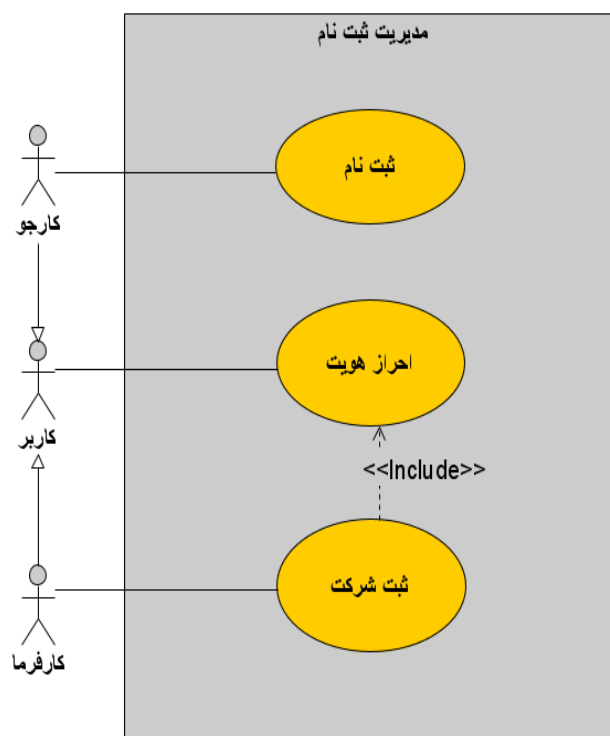 مدیریت ثبت نام
ثبت نام
کارجو
احراز هویت
کاربر
<<Include>>
ثبت شرکت
کارفرما